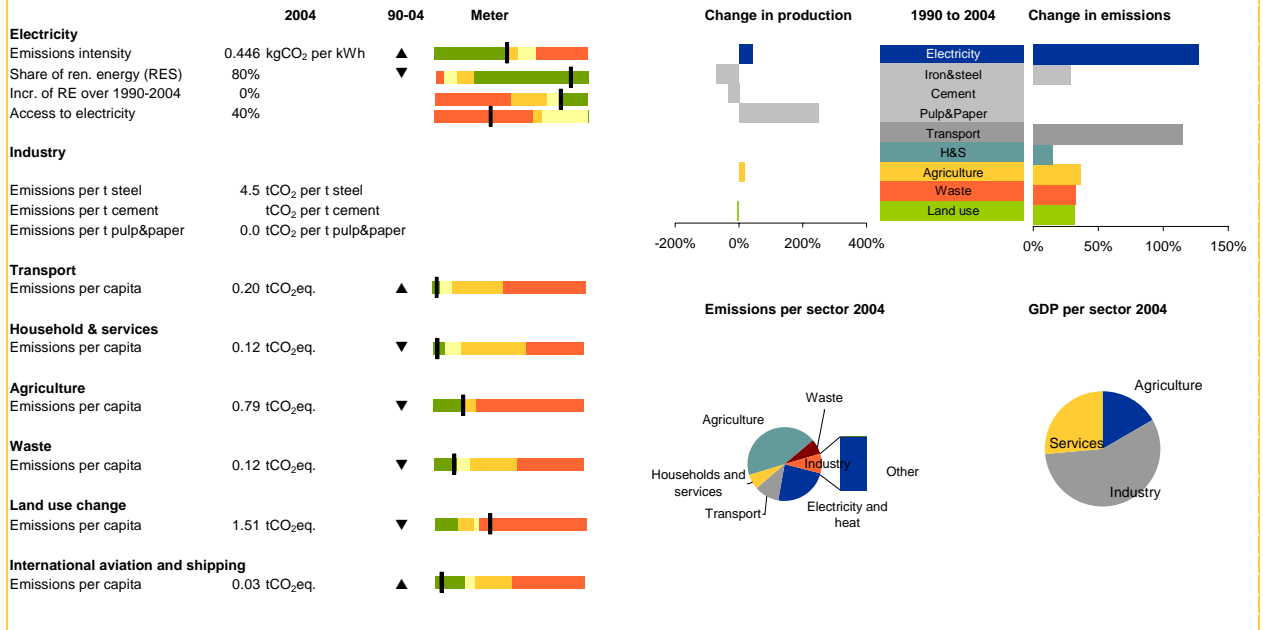 2004 90-04 Meter
Electricity
Emissions intensity 0.446 kgCO₂ per kWh ▲
Share of ren. energy (RES) 80% ▼
Incr. of RE over 1990-2004 0%
Access to electricity 40%
Industry
Emissions per t steel 4.5 tCO₂ per t steel
Emissions per t cement tCO₂ per t cement
Emissions per t pulp&paper 0.0 tCO₂ per t pulp&paper
Transport
Emissions per capita 0.20 tCO₂eq. ▲
Household & services
Emissions per capita 0.12 tCO₂eq. ▼
Agriculture
Emissions per capita 0.79 tCO₂eq. ▼
Waste
Emissions per capita 0.12 tCO₂eq. ▼
Land use change
Emissions per capita 1.51 tCO₂eq. ▼
International aviation and shipping
Emissions per capita 0.03 tCO₂eq. ▲
Change in production 1990 to 2004 Change in emissions
Electricity
Iron&steel
Cement
Pulp&Paper
Transport
H&S
Agriculture
Waste
Land use
-200% 0% 200% 400%
0% 50% 100% 150%
Emissions per sector 2004
Waste
Agriculture
Industry
Other
Households and
services
Transport
Electricity and
heat
GDP per sector 2004
Agriculture
Services
Industry